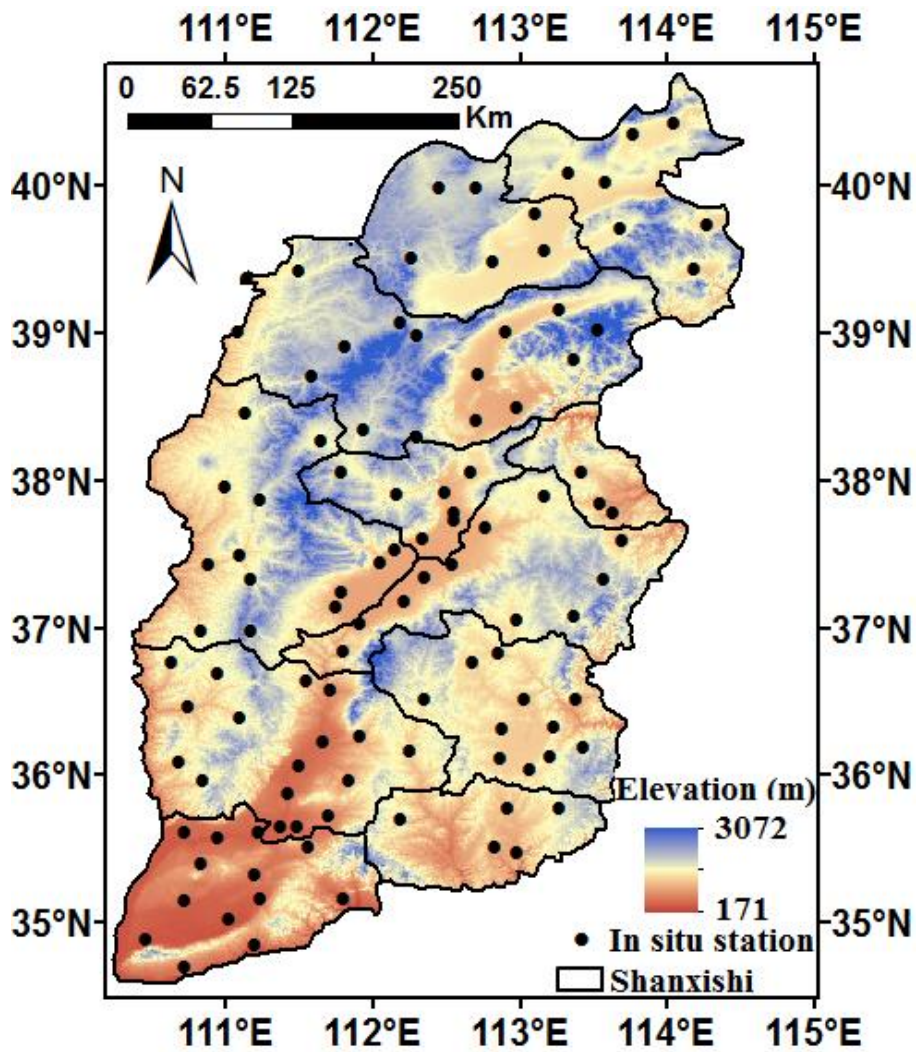 111°E 112°E 113°E 114°E 115°E
0 62.5 125 250
Km
N
40°N 40°N
39°N 39°N
38°N 38°N
37°N 37°N
36°N 36°N
Elevation (m)
3072
35°N 171 35°N
In situ station
Shanxishi
111°E 112°E 113°E 114°E 115°E